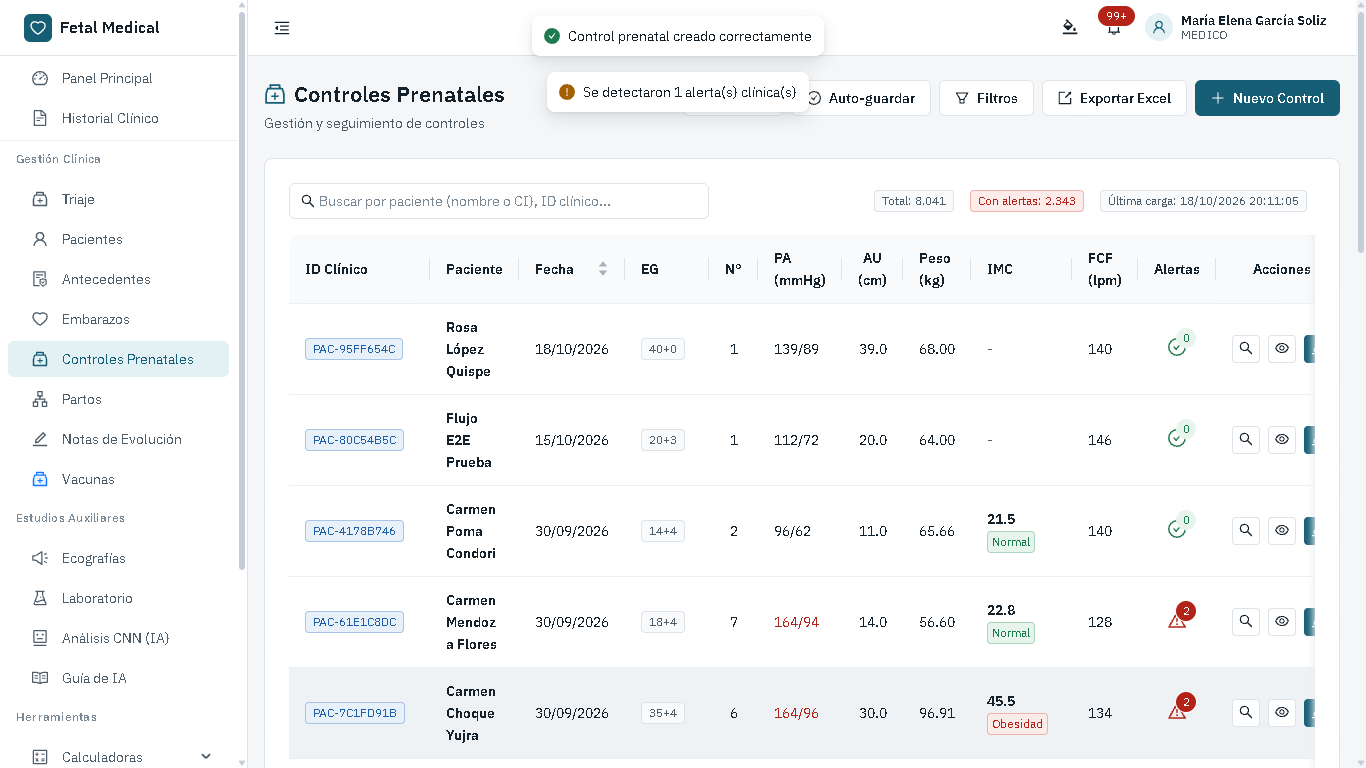 Fetal Medical
Panel Principal
Historial Clínico
Gestión Clínica
Triaje
Pacientes
Antecedentes
Embarazos
Controles Prenatales
Partos
Notas de Evolución
Vacunas
Estudios Auxiliares
Ecografías
Laboratorio
Análisis CNN (IA)
Guía de IA
Herramientas
Calculadoras
Control prenatal creado correctamente
Se detectaron 1 alerta(s) clínica(s)
99+
María Elena García Soliz
MEDICO
Controles Prenatales
Gestión y seguimiento de controles
Auto-guardar
Filtros
Exportar Excel
Nuevo Control
Buscar por paciente (nombre o CI), ID clínico...
Total: 8.041
Con alertas: 2.343
Última carga: 18/10/2026 20:11:05
ID Clínico Paciente Fecha EG Nº PA (mmHg) AU (cm) Peso (kg) IMC FCF (lpm) Alertas Acciones
PAC-95FF654C Rosa López Quispe 18/10/2026 40+0 1 139/89 39.0 68.00 - 140 0
PAC-80C54B5C Flujo E2E Prueba 15/10/2026 20+3 1 112/72 20.0 64.00 - 146 0
PAC-4178B746 Carmen Poma Condori 30/09/2026 14+4 2 96/62 11.0 65.66 21.5 Normal 140 0
PAC-61E1C8DC Carmen Mendoz a Flores 30/09/2026 18+4 7 164/94 14.0 56.60 22.8 Normal 128 2
PAC-7C1FD91B Carmen Choque Yujra 30/09/2026 35+4 6 164/96 30.0 96.91 45.5 Obesidad 134 2